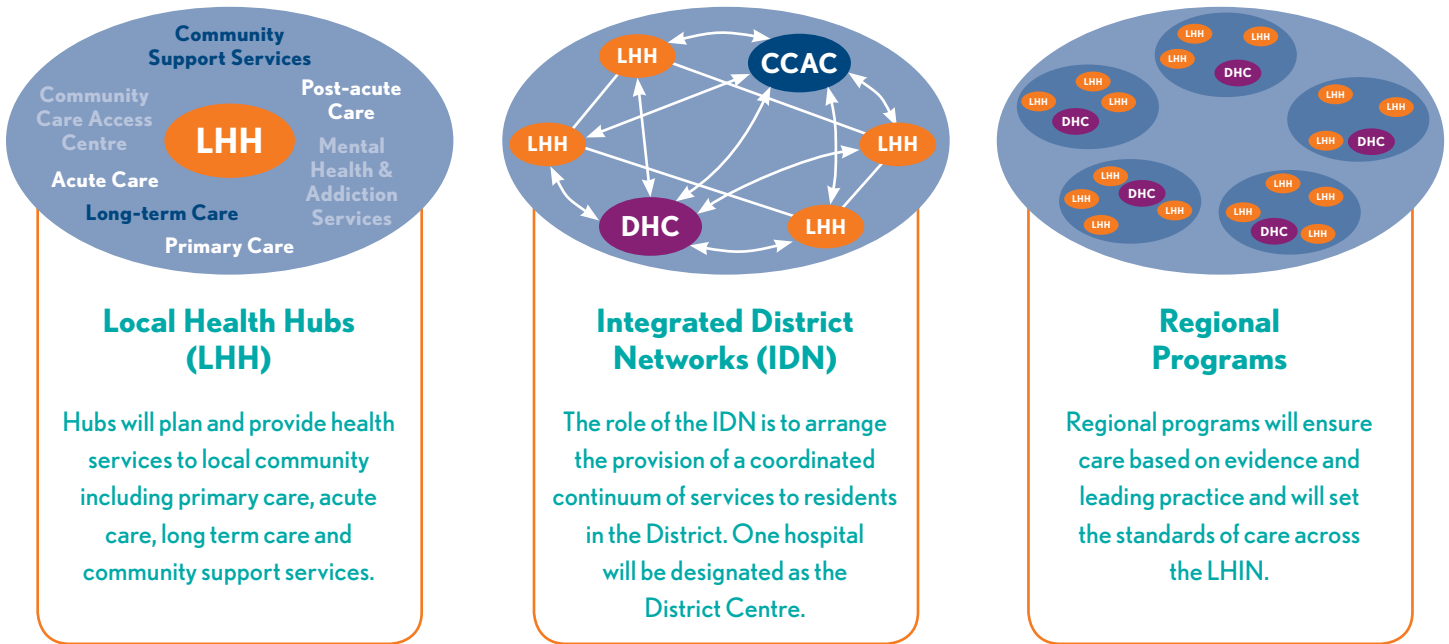 Community
Support Services
Community
Care Access
Centre
LHH
Post-acute
Care
Mental
Health &
Addiction
Services
Acute Care
Long-term Care
Primary Care
Local Health Hubs
(LHH)
Hubs will plan and provide health
services to local community
including primary care, acute
care, long term care and
community support services.
LHH
CCAC
LHH
LHH
DHC
LHH
Integrated District
Networks (IDN)
The role of the IDN is to arrange
the provision of a coordinated
continuum of services to residents
in the District. One hospital
will be designated as the
District Centre.
LHH
LHH
LHH
DHC
LHH
LHH
LHH
DHC
LHH
LHH
LHH
DHC
LHH
DHC
LHH
LHH
LHH
LHH
LHH
LHH
DHC
LHH
Regional
Programs
Regional programs will ensure
care based on evidence and
leading practice and will set
the standards of care across
the LHIN.